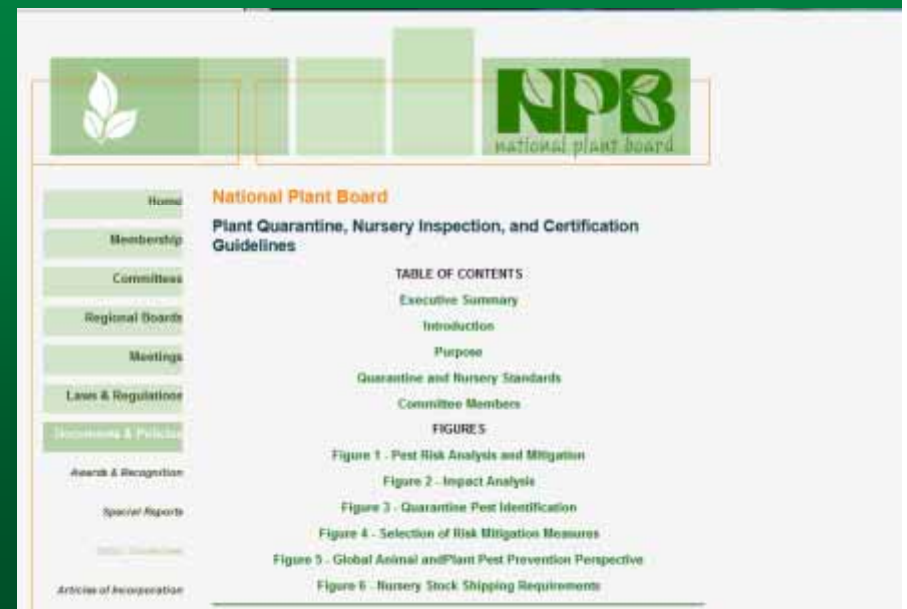 NPB
national plant board
Home
Membership
Committees
Regional Boards
Meetings
Laws & Regulations
Documents & Policies
Awards & Recognition
Special Reports
Articles of Incorporation
National Plant Board
Plant Quarantine, Nursery Inspection, and Certification
Guidelines
TABLE OF CONTENTS
Executive Summary
Introduction
Purpose
Quarantine and Nursery Standards
Committee Members
FIGURES
Figure 1 - Pest Risk Analysis and Mitigation
Figure 2 - Impact Analysis
Figure 3 - Quarantine Pest Identification
Figure 4 - Selection of Risk Mitigation Measures
Figure 5 - Global Animal andPlant Pest Prevention Perspective
Figure 6 - Nursery Stock Shipping Requirements